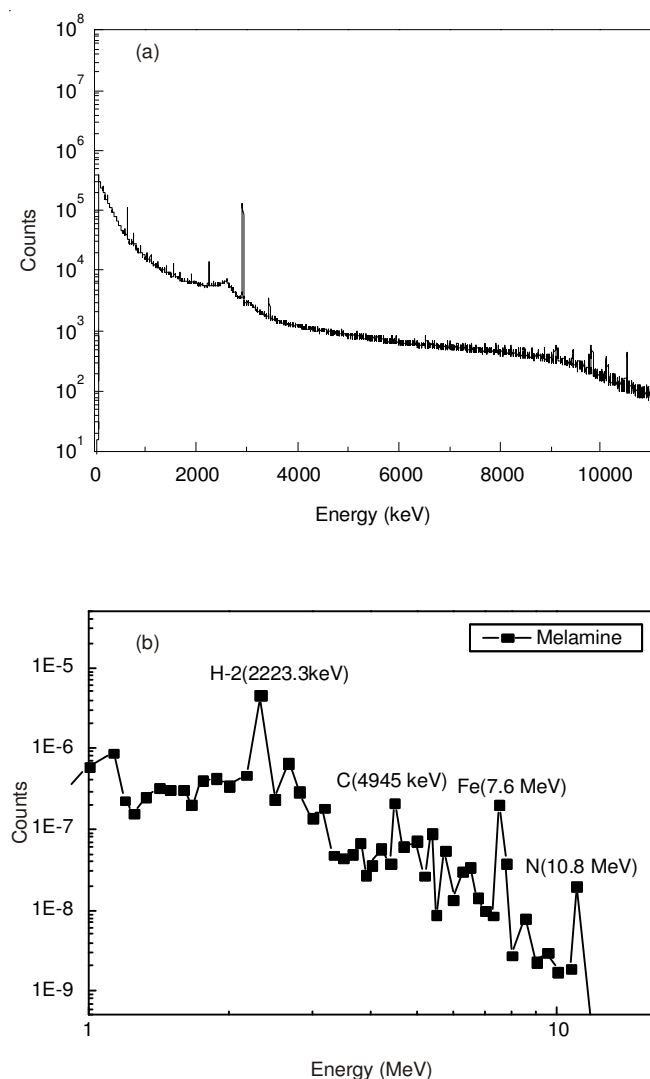 (a)
10^8
10^7
10^6
10^5
10^4
10^3
10^2
10^1
Counts
0 2000 4000 6000 8000 10000
Energy (keV)
(b)
Melamine
H-2(2223.3keV)
C(4945 keV)
Fe(7.6 MeV)
N(10.8 MeV)
1E-5
1E-6
1E-7
1E-8
1E-9
Counts
1 10
Energy (MeV)